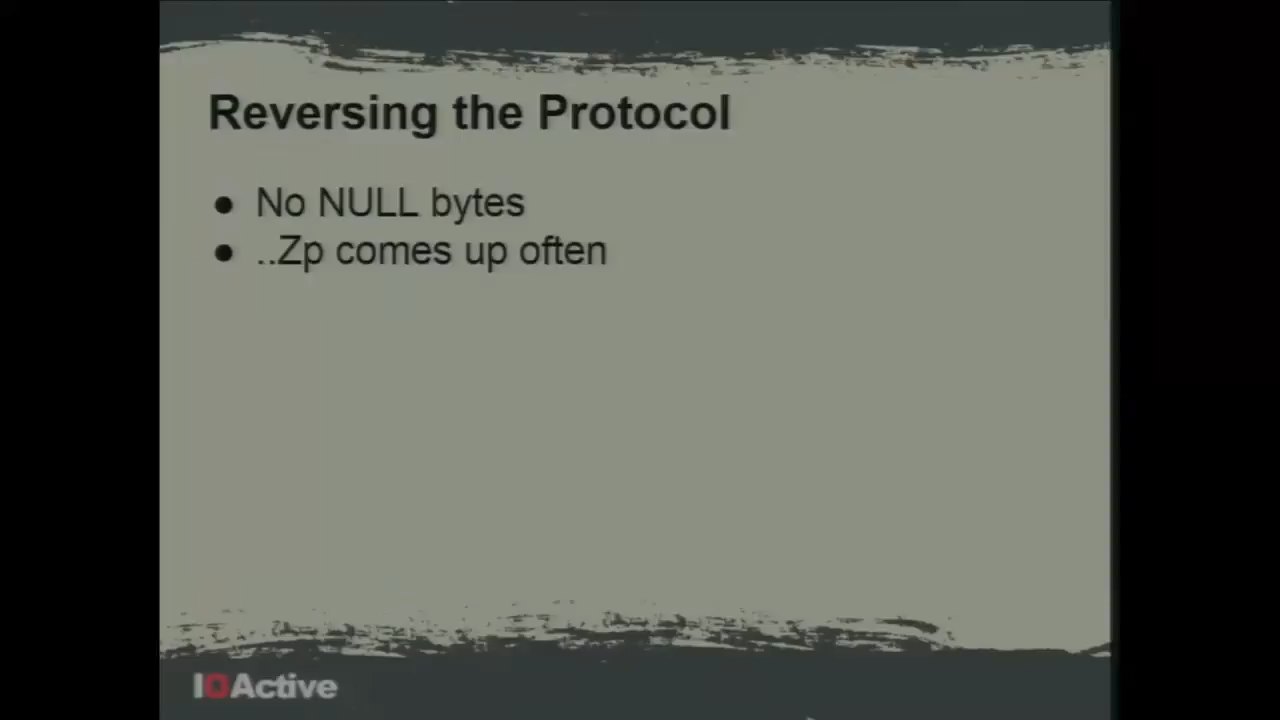 Reversing the Protocol
● No NULL bytes
● ..Zp comes up often
IOActive